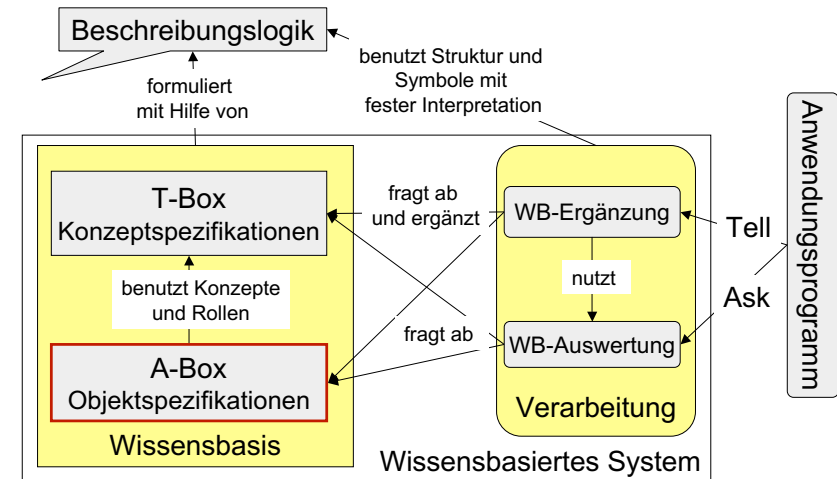 Beschreibungslogik
formuliert
mit Hilfe von
benutzt Struktur und
Symbole mit
fester Interpretation
T-Box
Konzeptspezifikationen
benutzt Konzepte
und Rollen
A-Box
Objektspezifikationen
Wissensbasis
fragt ab
und ergänzt
fragt ab
WB-Ergänzung
nutzt
WB-Auswertung
Verarbeitung
Wissensbasiertes System
Tell
Ask
Anwendungsprogramm